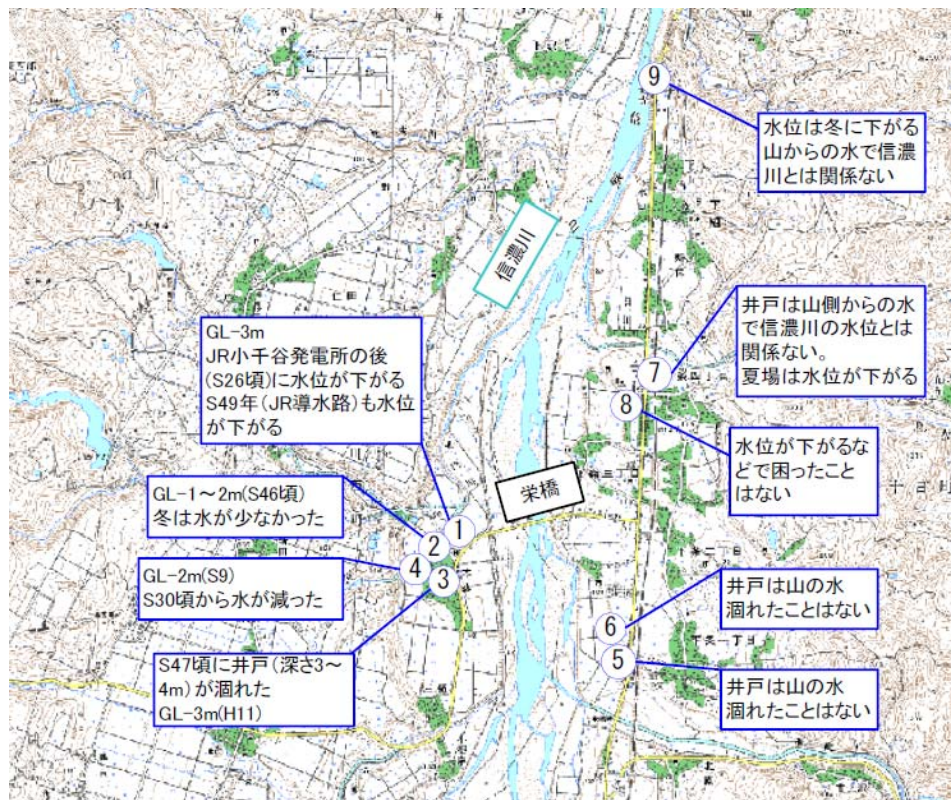 9
水位は冬に下がる
山からの水で信濃
川とは関係ない
信濃川
井戸は山側からの水
で信濃川の水位とは
関係ない。
夏場は水位が下がる
GL-3m
JR小千谷発電所の後
(S26頃)に水位が下がる
S49年(JR導水路)も水位
が下がる
仁田
7
8
水位が下がるな
どで困ったこと
はない
栄橋
GL-1～2m(S46頃)
冬は水が少なかった
1
2
4
3
GL-2m(S9)
S30頃から水が減った
井戸は山の水
涸れたことはない
6
5
S47頃に井戸(深さ3～
4m)が涸れた
GL-3m(H11)
井戸は山の水
涸れたことはない